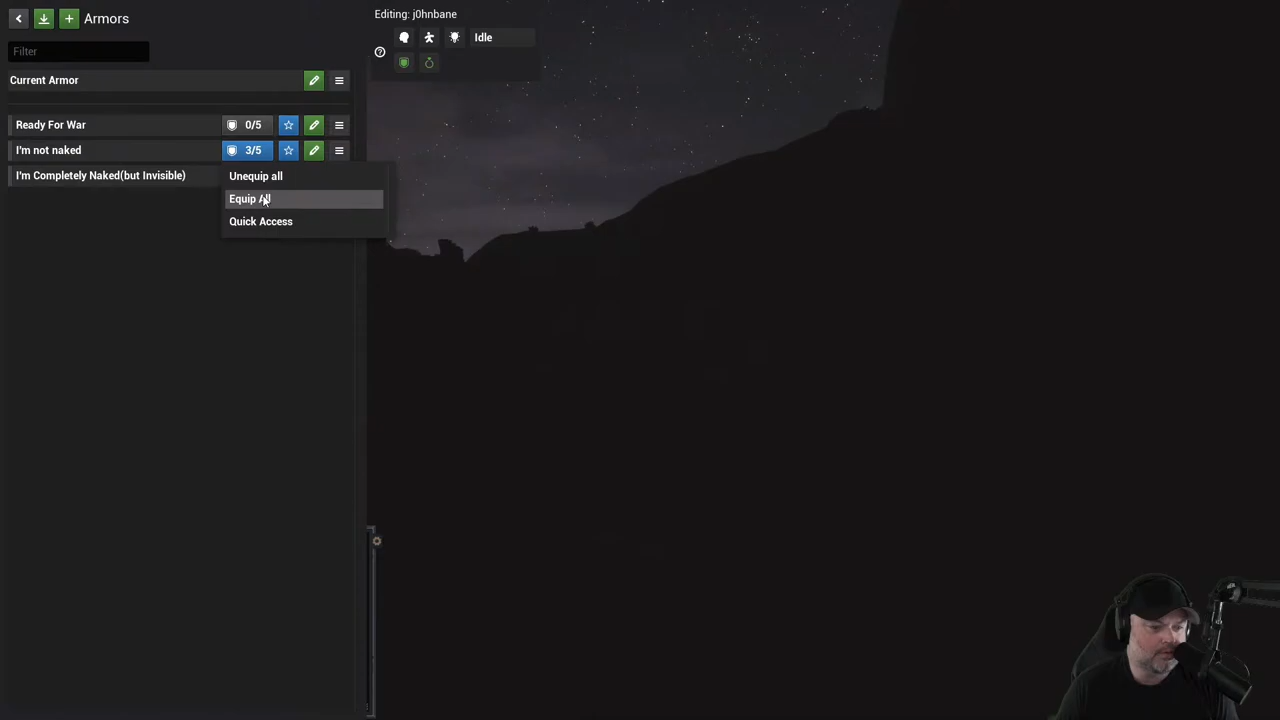 Armors
Editing: j0hnbane
Idle
Filter
Current Armor
Ready For War
0/5
I'm not naked
3/5
I'm Completely Naked(but Invisible)
Unequip all
Equip All
Quick Access